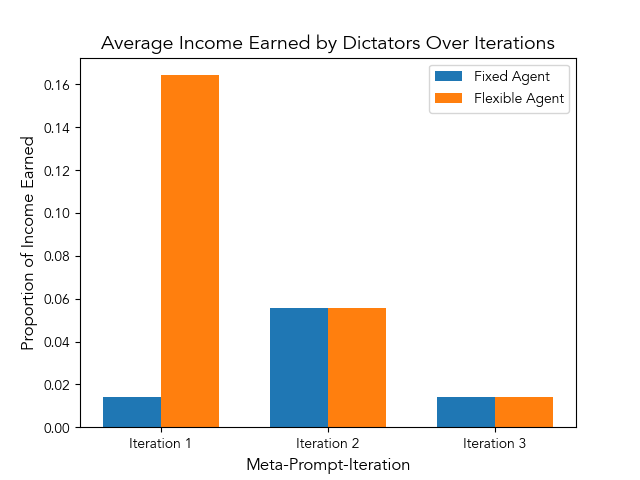 Average Income Earned by Dictators Over Iterations
Fixed Agent
Flexible Agent
Proportion of Income Earned
0.16
0.14
0.12
0.10
0.08
0.06
0.04
0.02
0.00
Iteration 1
Iteration 2
Iteration 3
Meta-Prompt-Iteration